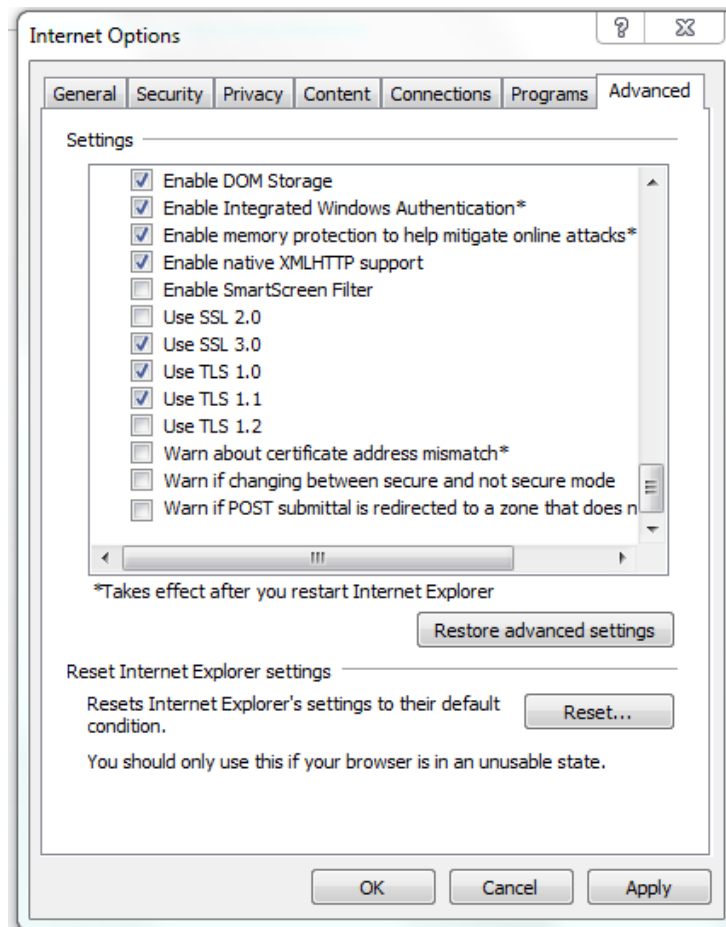 Internet Options
General Security Privacy Content Connections Programs Advanced
Settings
Enable DOM Storage
Enable Integrated Windows Authentication*
Enable memory protection to help mitigate online attacks*
Enable native XMLHTTP support
Enable SmartScreen Filter
Use SSL 2.0
Use SSL 3.0
Use TLS 1.0
Use TLS 1.1
Use TLS 1.2
Warn about certificate address mismatch*
Warn if changing between secure and not secure mode
Warn if POST submittal is redirected to a zone that does n
*Takes effect after you restart Internet Explorer
Restore advanced settings
Reset Internet Explorer settings
Resets Internet Explorer's settings to their default
condition.
Reset...
You should only use this if your browser is in an unusable state.
OK Cancel Apply